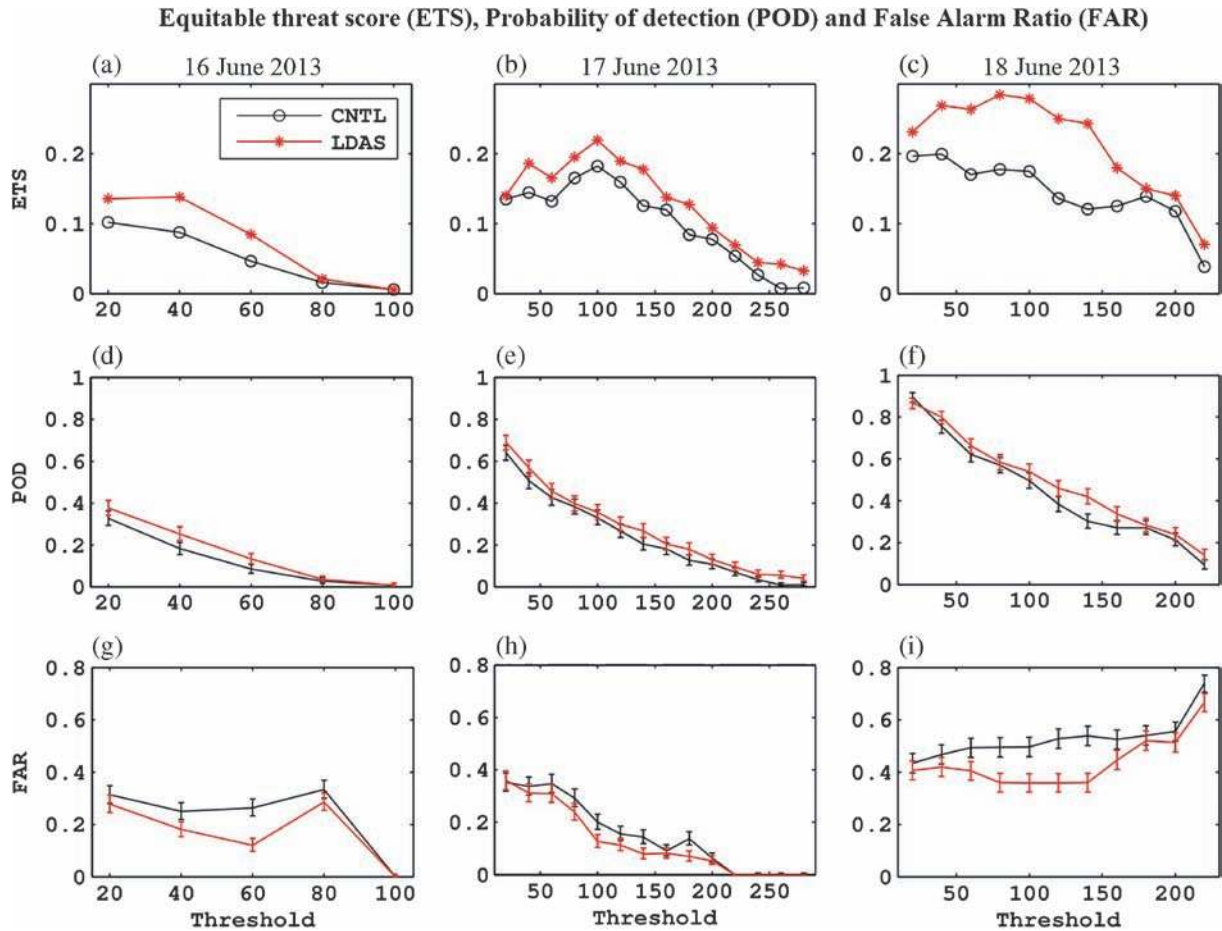 Equitable threat score (ETS), Probability of detection (POD) and False Alarm Ratio (FAR)
(a) 16 June 2013
(b) 17 June 2013
(c) 18 June 2013
CNTL
LDAS
ETS
0.2
0.1
0
20 40 60 80 100
0.2
0.1
0
50 100 150 200 250
0.2
0.1
0
50 100 150 200
(d)
(e)
(f)
POD
1
0.8
0.6
0.4
0.2
0
20 40 60 80 100
1
0.8
0.6
0.4
0.2
0
50 100 150 200 250
1
0.8
0.6
0.4
0.2
0
50 100 150 200
(g)
(h)
(i)
FAR
0.8
0.6
0.4
0.2
0
20 40 60 80 100
Threshold
0.8
0.6
0.4
0.2
0
50 100 150 200 250
Threshold
0.8
0.6
0.4
0.2
0
50 100 150 200
Threshold